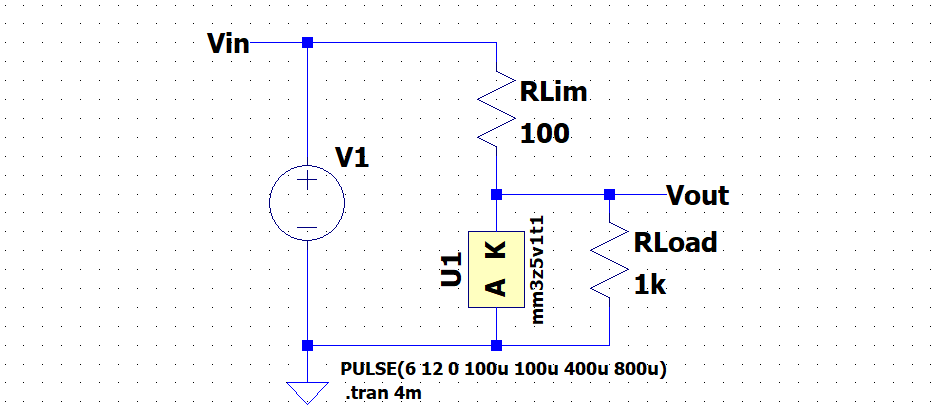 Vin
RLim
100
V1
+
−
Vout
U1
K
A
mm3z5v1t1
RLoad
1k
PULSE(6 12 0 100u 100u 400u 800u)
.tran 4m